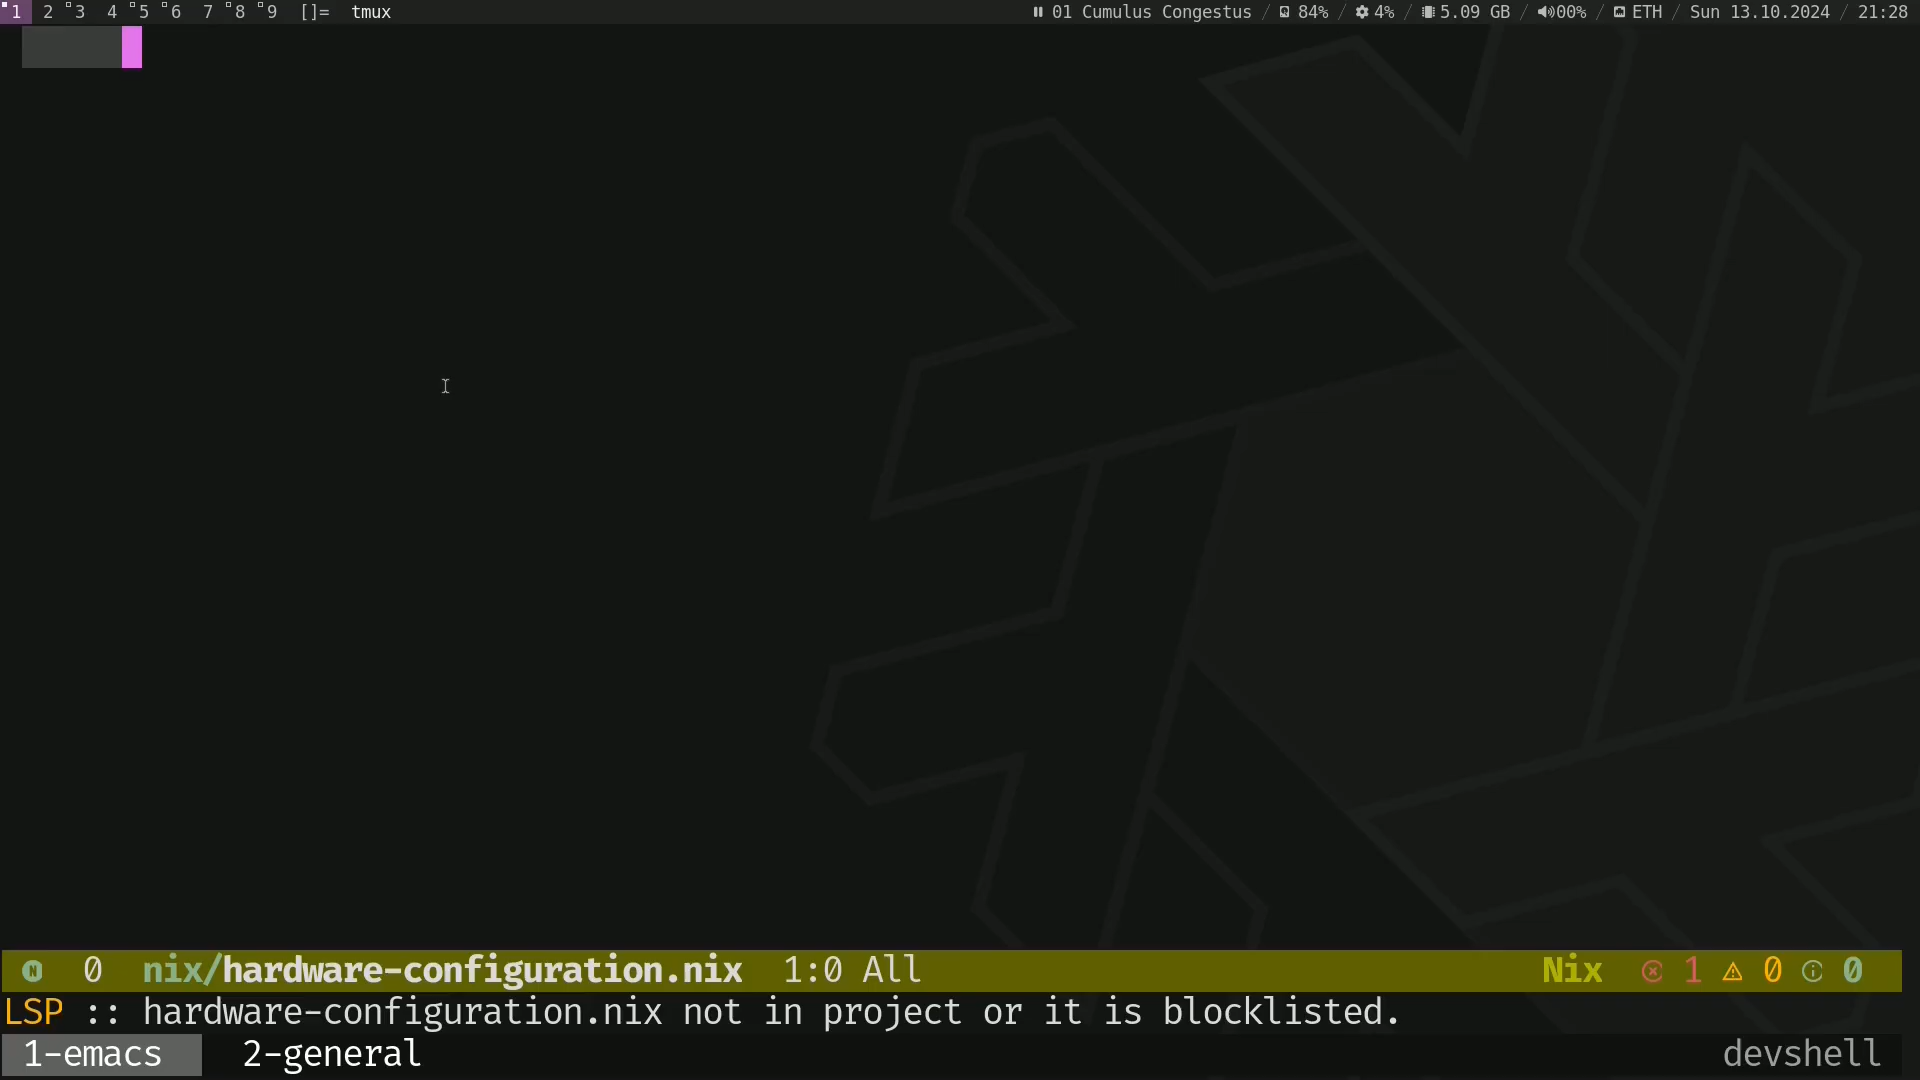 1 2 3 4 5 6 7 8 9 []= tmux 01 Cumulus Congestus / 84% / 4% / 5.09 GB / 00% / ETH / Sun 13.10.2024 / 21:28
N 0 nix/hardware-configuration.nix 1:0 All Nix 1 0 0
LSP :: hardware-configuration.nix not in project or it is blocklisted.
1-emacs 2-general devshell